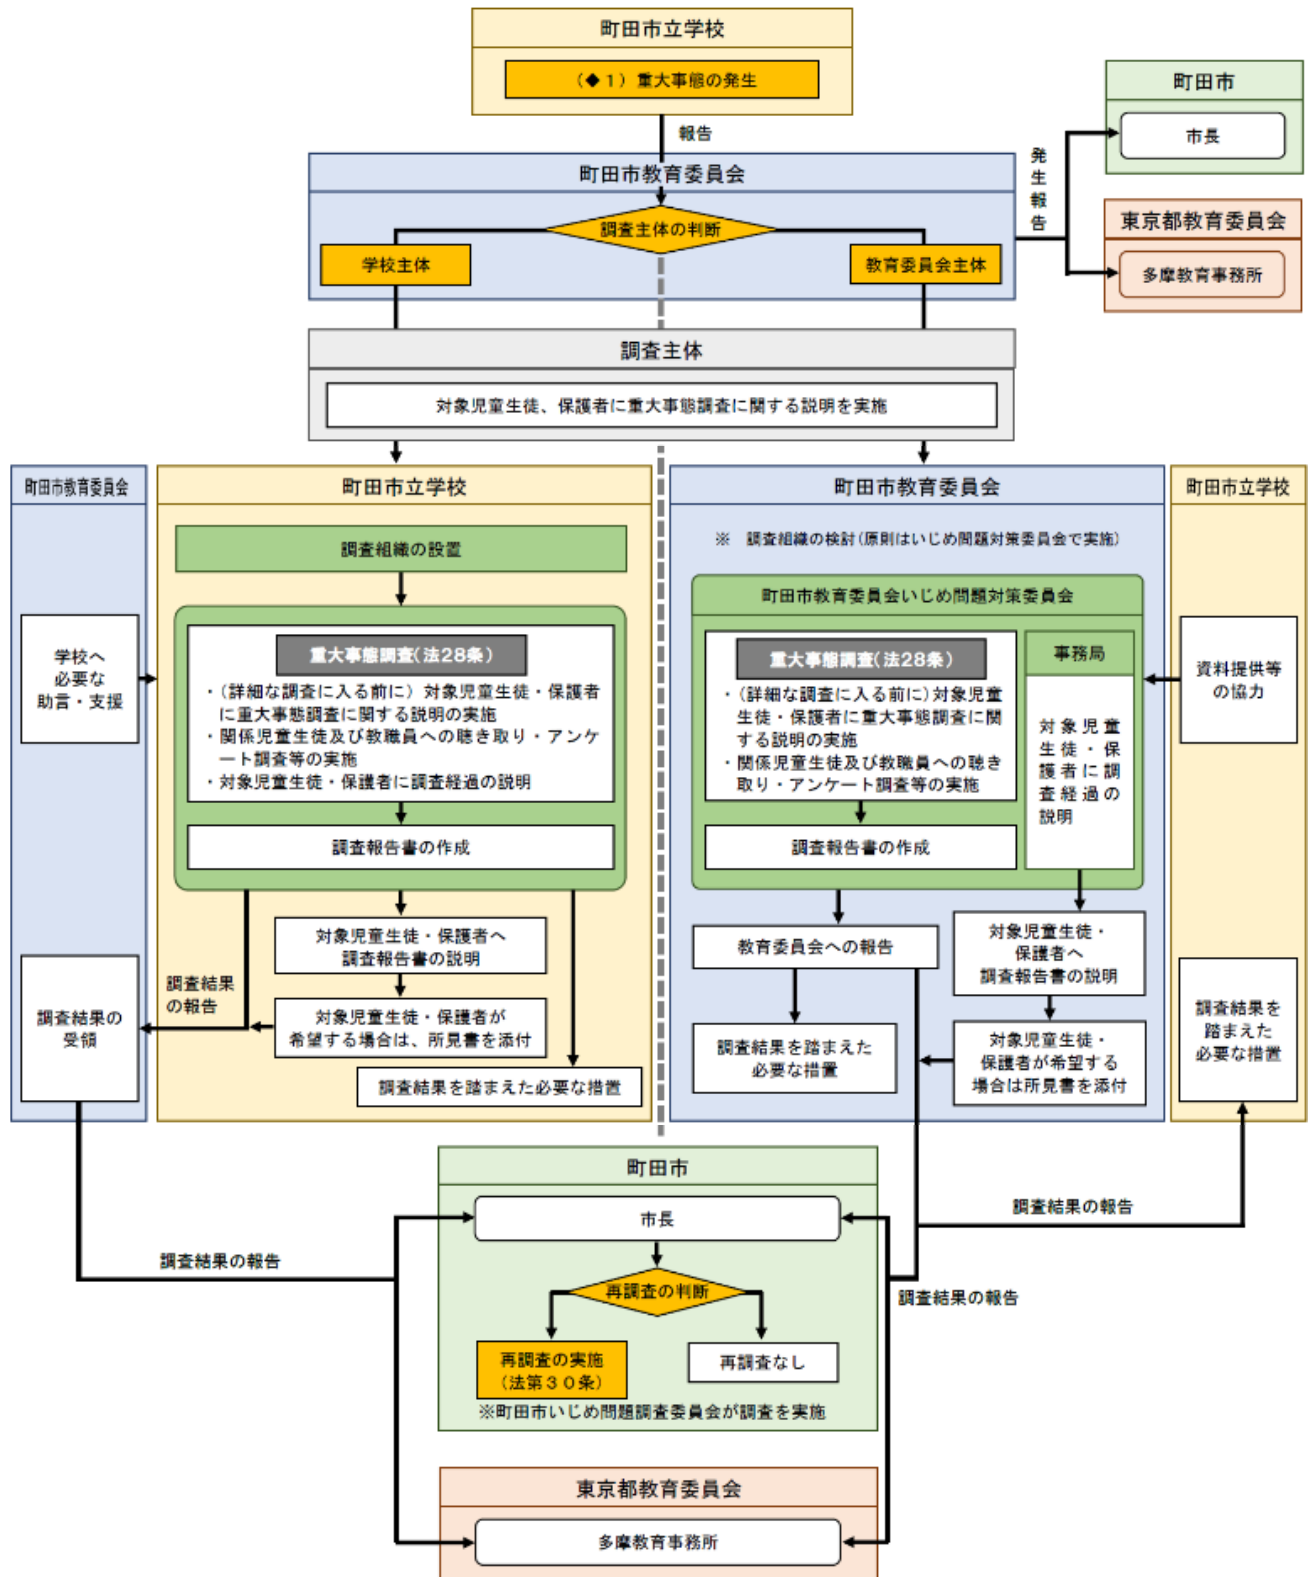 町田市立学校
（◆１）重大事態の発生
報告
町田市
市長
発生報告
町田市教育委員会
調査主体の判断
学校主体
教育委員会主体
東京都教育委員会
多摩教育事務所
調査主体
対象児童生徒、保護者に重大事態調査に関する説明を実施
町田市教育委員会
学校へ
必要な
助言・支援
調査結果の
受領
町田市立学校
調査組織の設置
重大事態調査（法28条）
・（詳細な調査に入る前に）対象児童生徒・保護者
に重大事態調査に関する説明の実施
・関係児童生徒及び教職員への聴き取り・アンケ
ート調査等の実施
・対象児童生徒・保護者に調査経過の説明
調査報告書の作成
対象児童生徒・保護者へ
調査報告書の説明
調査結果
の報告
対象児童生徒・保護者が
希望する場合は、所見書を添付
調査結果を踏まえた必要な措置
町田市教育委員会
※　調査組織の検討（原則はいじめ問題対策委員会で実施）
町田市教育委員会いじめ問題対策委員会
重大事態調査（法28条）
・（詳細な調査に入る前に）対象児童
生徒・保護者に重大事態調査に関
する説明の実施
・関係児童生徒及び教職員への聴き
取り・アンケート調査等の実施
調査報告書の作成
事務局
対象児童
生徒・保
護者に調
査経過の
説明
教育委員会への報告
調査結果を踏まえた
必要な措置
対象児童生徒・
保護者へ
調査報告書の説明
対象児童生徒・
保護者が希望する
場合は所見書を添付
町田市立学校
資料提供等
の協力
調査結果を
踏まえた
必要な措置
町田市
市長
再調査の判断
再調査の実施
（法第３０条）
再調査なし
※町田市いじめ問題調査委員会が調査を実施
調査結果の報告
調査結果の報告
調査結果の報告
東京都教育委員会
多摩教育事務所